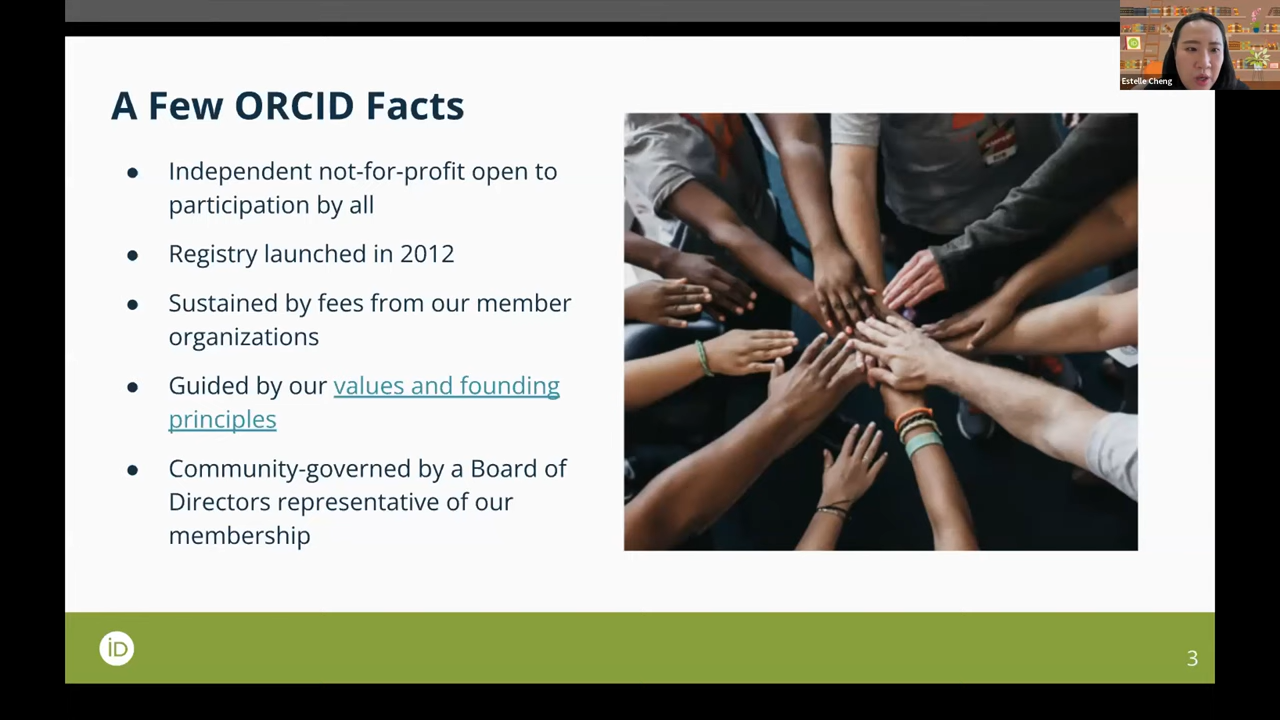 Estelle Cheng
A Few ORCID Facts
● Independent not-for-profit open to
participation by all
● Registry launched in 2012
● Sustained by fees from our member
organizations
● Guided by our values and founding
principles
● Community-governed by a Board of
Directors representative of our
membership
iD
3